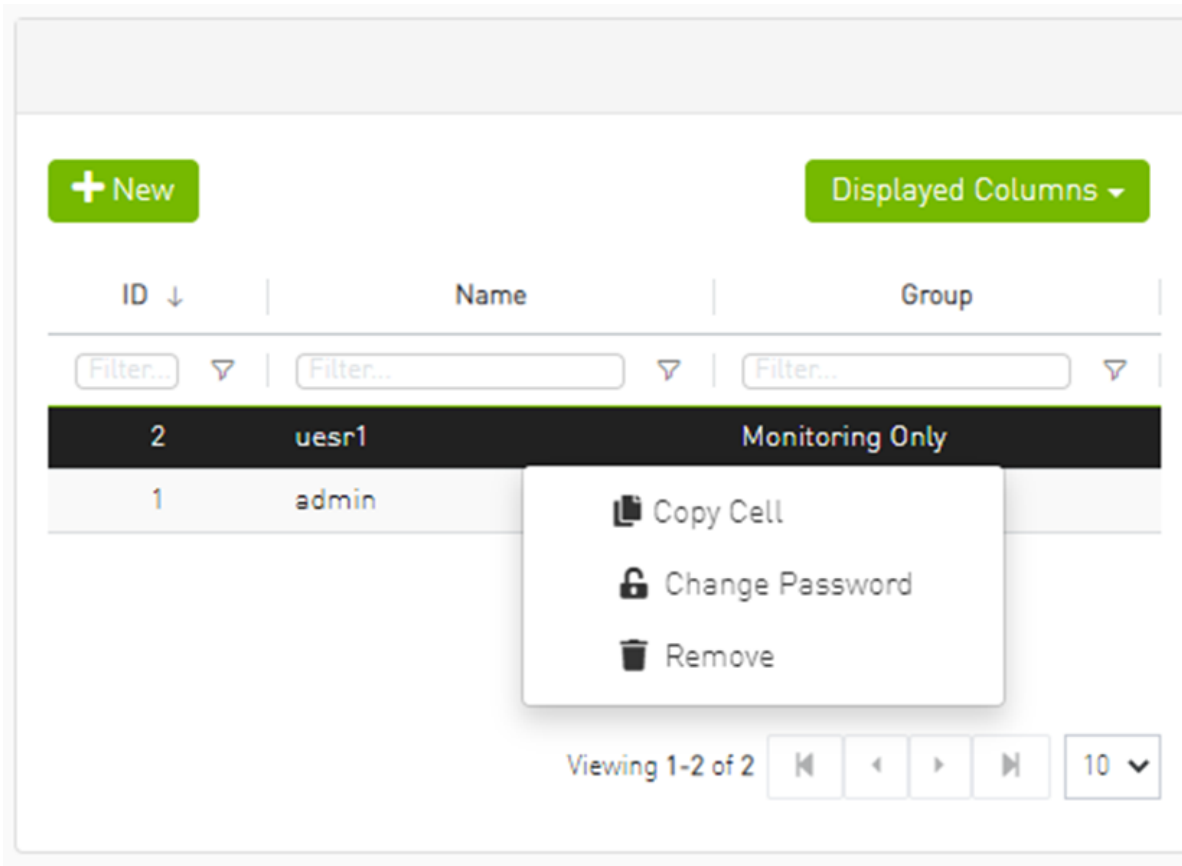 New
Displayed Columns
ID Name Group
Filter... Filter... Filter...
2 uesr1 Monitoring Only
1 admin
Copy Cell
Change Password
Remove
Viewing 1-2 of 2 10